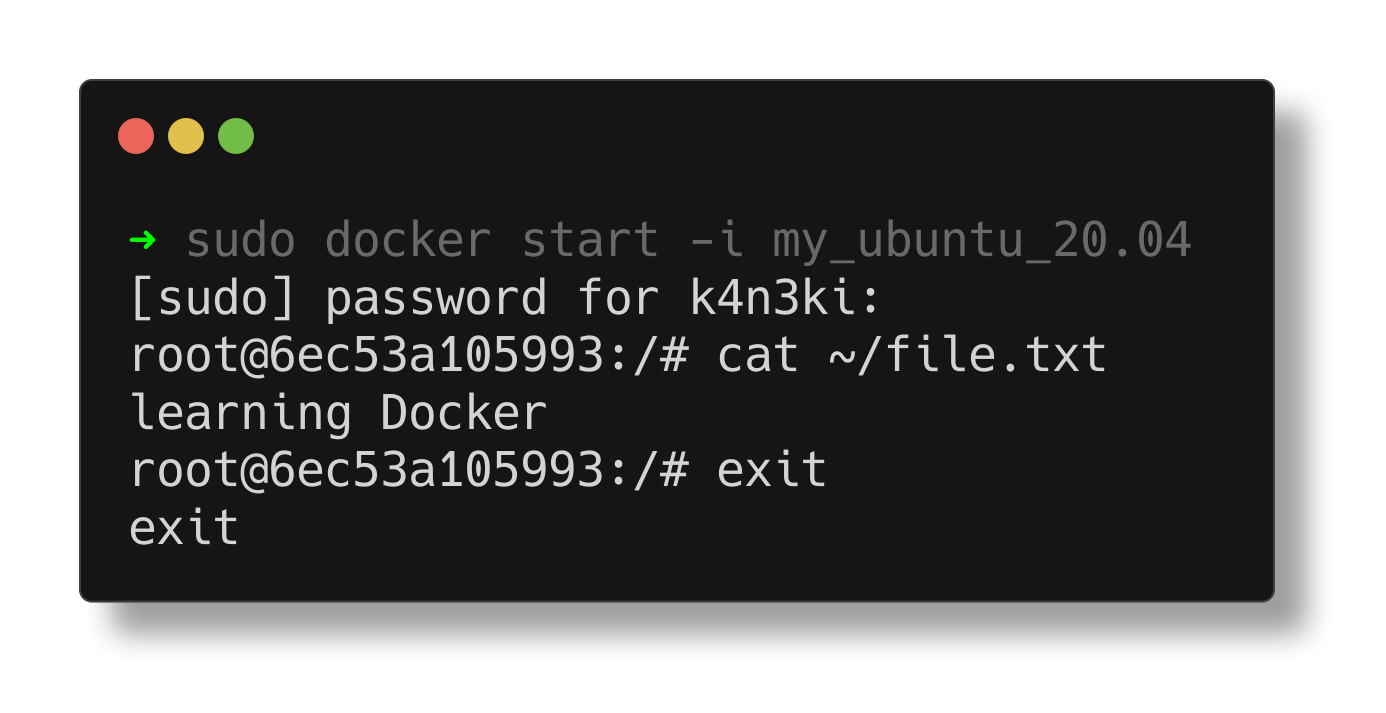 ➜ sudo docker start -i my_ubuntu_20.04
[sudo] password for k4n3ki:
root@6ec53a105993:/# cat ~/file.txt
learning Docker
root@6ec53a105993:/# exit
exit